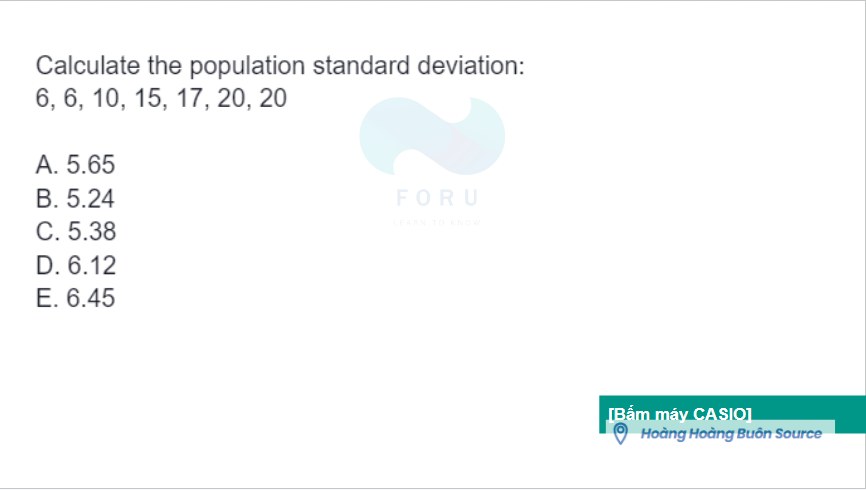 Calculate the population standard deviation:
6, 6, 10, 15, 17, 20, 20
A. 5.65
B. 5.24
C. 5.38
D. 6.12
E. 6.45
FORU
[Bấm máy CASIO]
Hoàng Hoàng Buôn Source